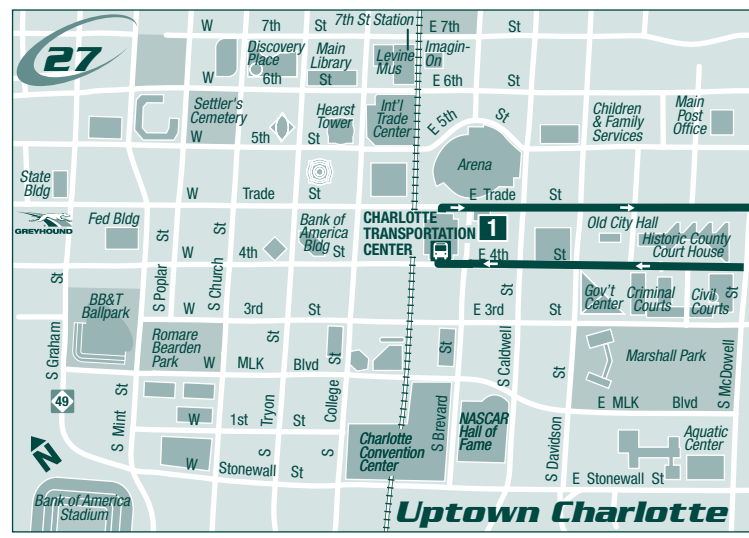 27
W 7th St
7th St Station
E 7th St
Discovery
Place
Main
Library
Levine
Mus
Imagin-
On
W 6th St
E 6th St
Settler's
Cemetery
Hearst
Tower
Int'l
Trade
Center
E 5th St
Children
& Family
Services
Main
Post
Office
W 5th St
Arena
State
Bldg
W Trade St
E Trade St
GREYHOUND
Fed Bldg
Bank of
America
Bldg
CHARLOTTE
TRANSPORTATION
CENTER
1
Old City Hall
Historic County
Court House
W 4th St
E 4th St
S Graham St
S Poplar St
S Church St
BB&T
Ballpark
W 3rd St
E 3rd St
Gov't
Center
Criminal
Courts
Civil
Courts
Romare
Bearden
Park
W MLK Blvd
St
S Caldwell St
Marshall Park
S McDowell St
E MLK Blvd
49
S Mint St
W 1st St
S Tryon St
S College St
S Brevard
NASCAR
Hall of
Fame
S Davidson St
Charlotte
Convention
Center
Aquatic
Center
N
W Stonewall St
E Stonewall St
Bank of America
Stadium
Uptown Charlotte